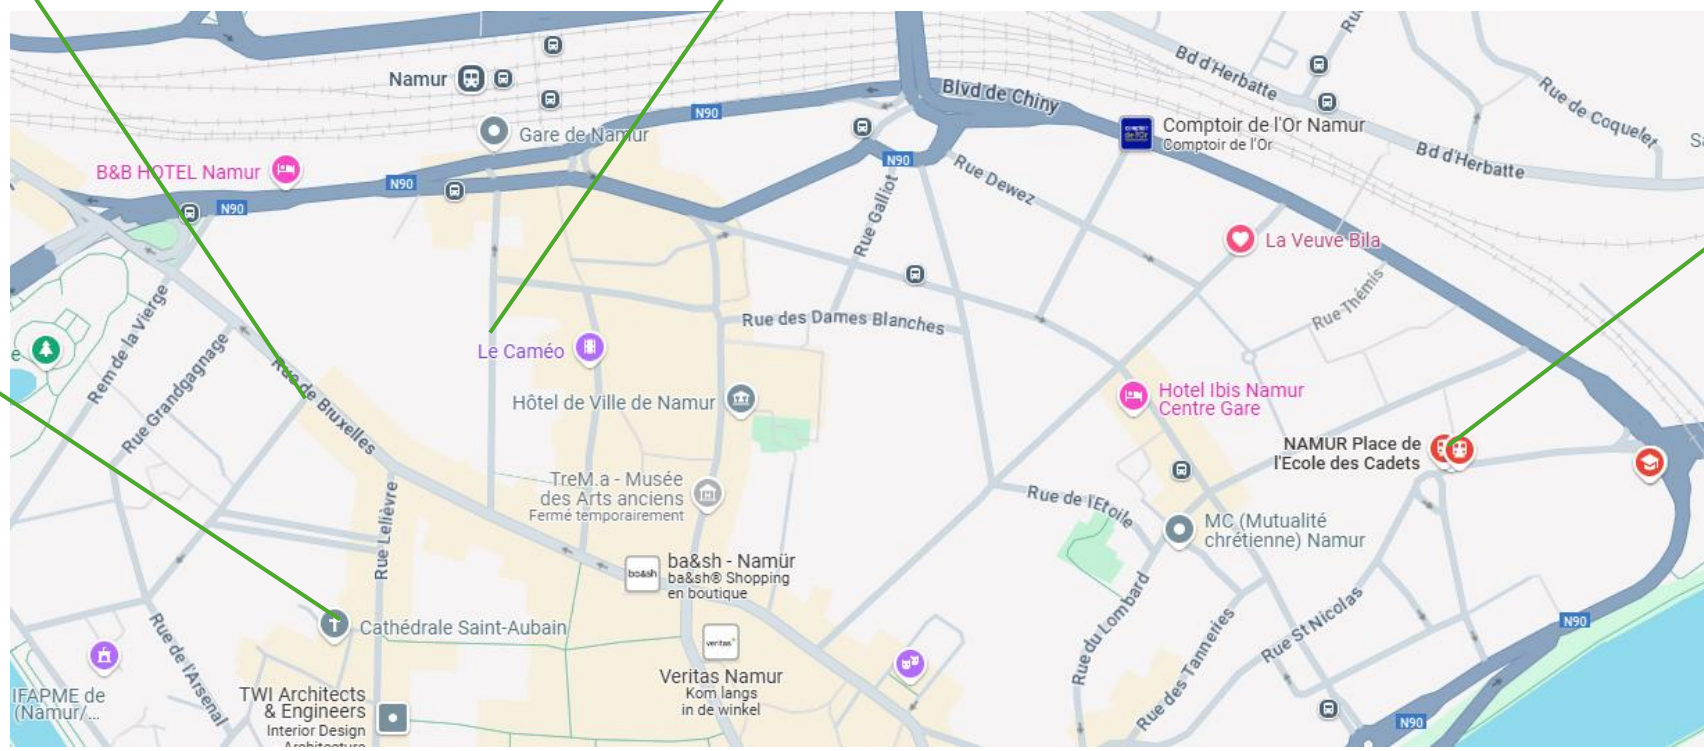 Bd d'Herbatte
Ru
Rue de Coquelet
Namur
N90
Blvd de Chiny
Gare de Namur
Comptoir de l'Or Namur
Comptoir de l'Or
Bd d'Herbatte
B&B HOTEL Namur
N90
N90
N90
Rue Dewez
Rue Galliot
La Veuve Bila
Rem de la Vierge
Rue Thémis
Rue des Dames Blanches
Le Caméo
e
Rue Grandgagnage
Rue de Bruxelles
Hôtel de Ville de Namur
Hotel Ibis Namur
Centre Gare
NAMUR Place de
l'Ecole des Cadets
TreM.a - Musée
des Arts anciens
Fermé temporairement
Rue Lelièvre
Rue de l'Etoile
MC (Mutualité
chrétienne) Namur
ba&sh
ba&sh - Namür
ba&sh® Shopping
en boutique
Rue du Lombard
Rue St Nicolas
Rue des Tanneries
N90
Cathédrale Saint-Aubain
Rue de l'Arsenal
veritas
Veritas Namur
Kom langs
in de winkel
IFAPME de
(Namur/...
TWI Architects
& Engineers
Interior Design
Architecture
N90